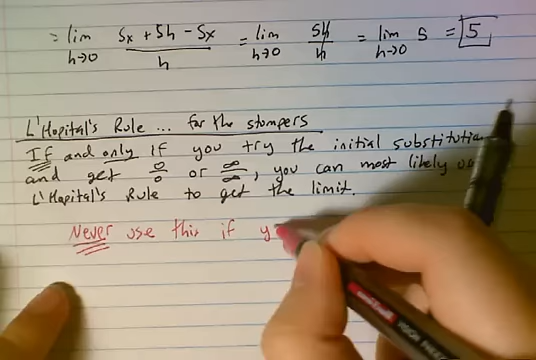 = lim h→0 5x + 5h - 5x / h = lim h→0 5h / h = lim h→0 5 = 5
L'Hopital's Rule ... for the stompers
If and only if you try the initial substitution
and get 0/0 or ∞/∞, you can most likely
L'Hopital's Rule to get the limit.
Never use this if